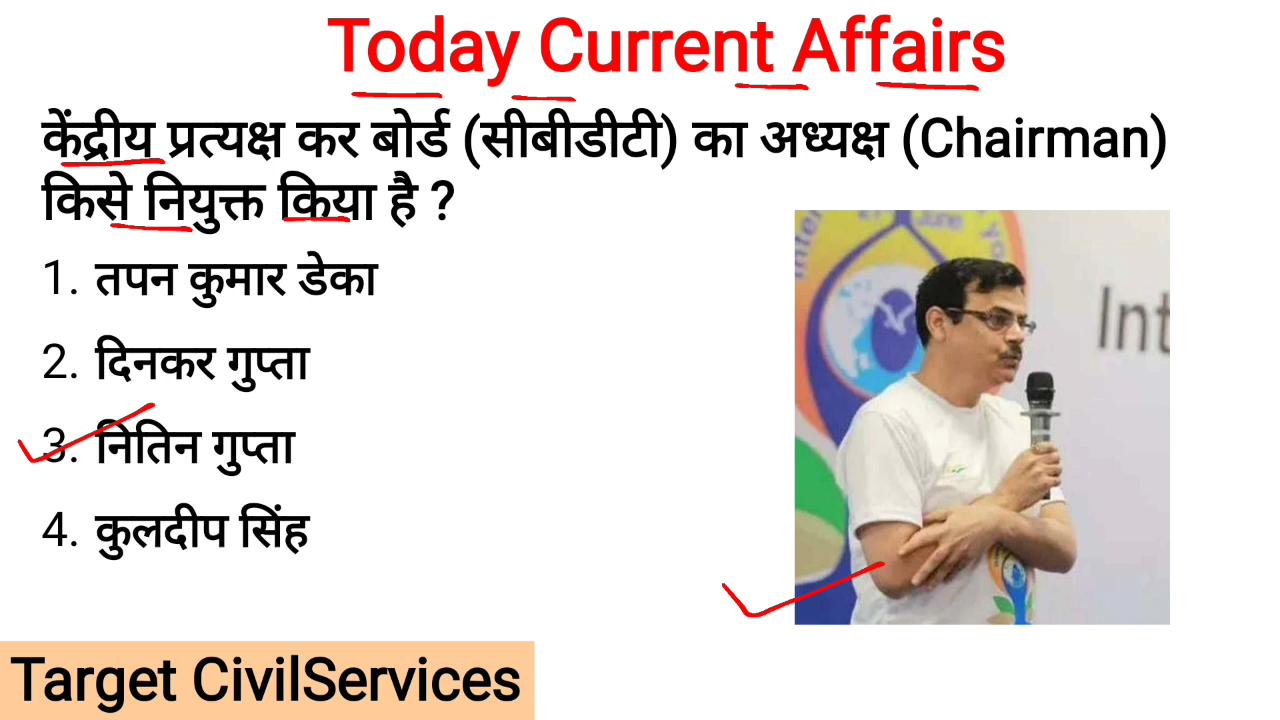 Today Current Affairs
केंद्रीय प्रत्यक्ष कर बोर्ड (सीबीडीटी) का अध्यक्ष (Chairman)
किसे नियुक्त किया है ?
1. तपन कुमार डेका
2. दिनकर गुप्ता
3. नितिन गुप्ता
4. कुलदीप सिंह
June
Int
Target CivilServices